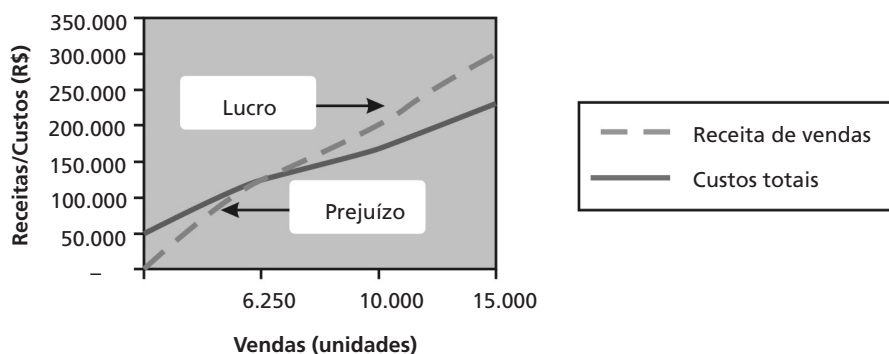 350.000
300.000
250.000
200.000
150.000
100.000
50.000
–
Receitas/Custos (R$)
Lucro
Prejuízo
6.250
10.000
15.000
Vendas (unidades)
Receita de vendas
Custos totais